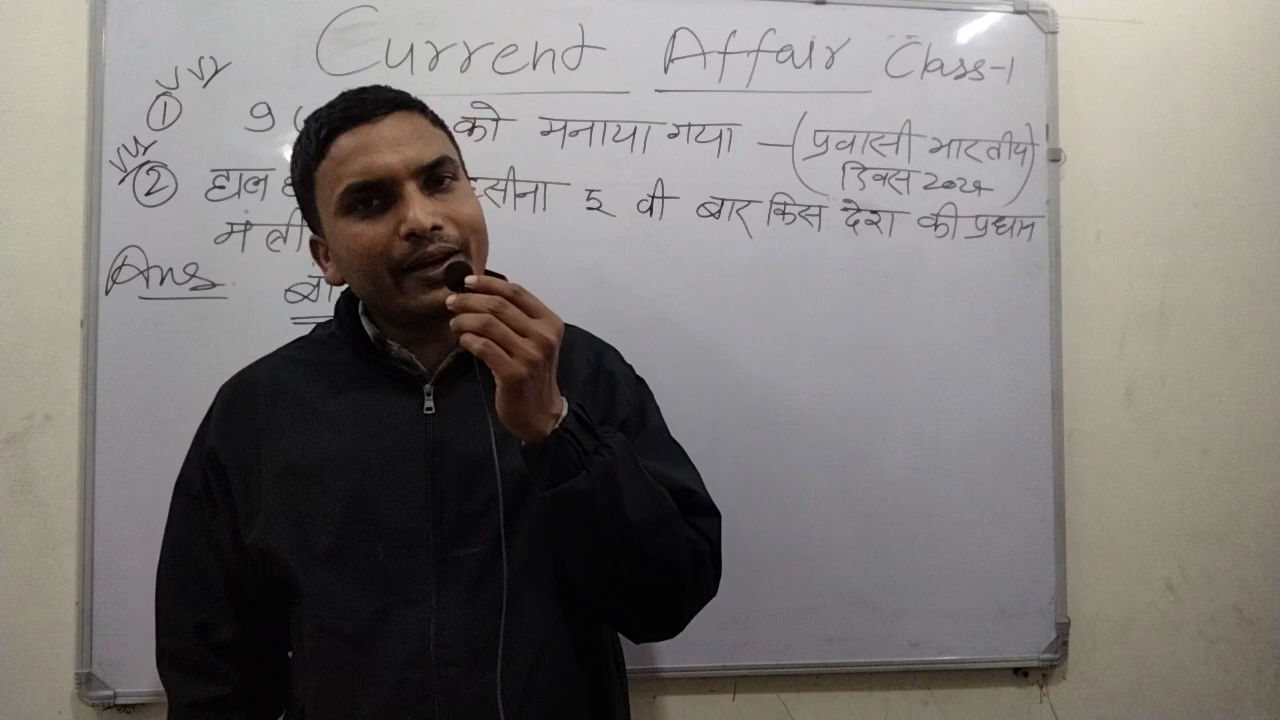 Current Affair Class-1
① 9 को मनाया गया - (प्रवासी भारतीय)
दिवस 2024
② हाल सीना 5 वी बार किस देश की प्रधान
मंत्री
Ans बा